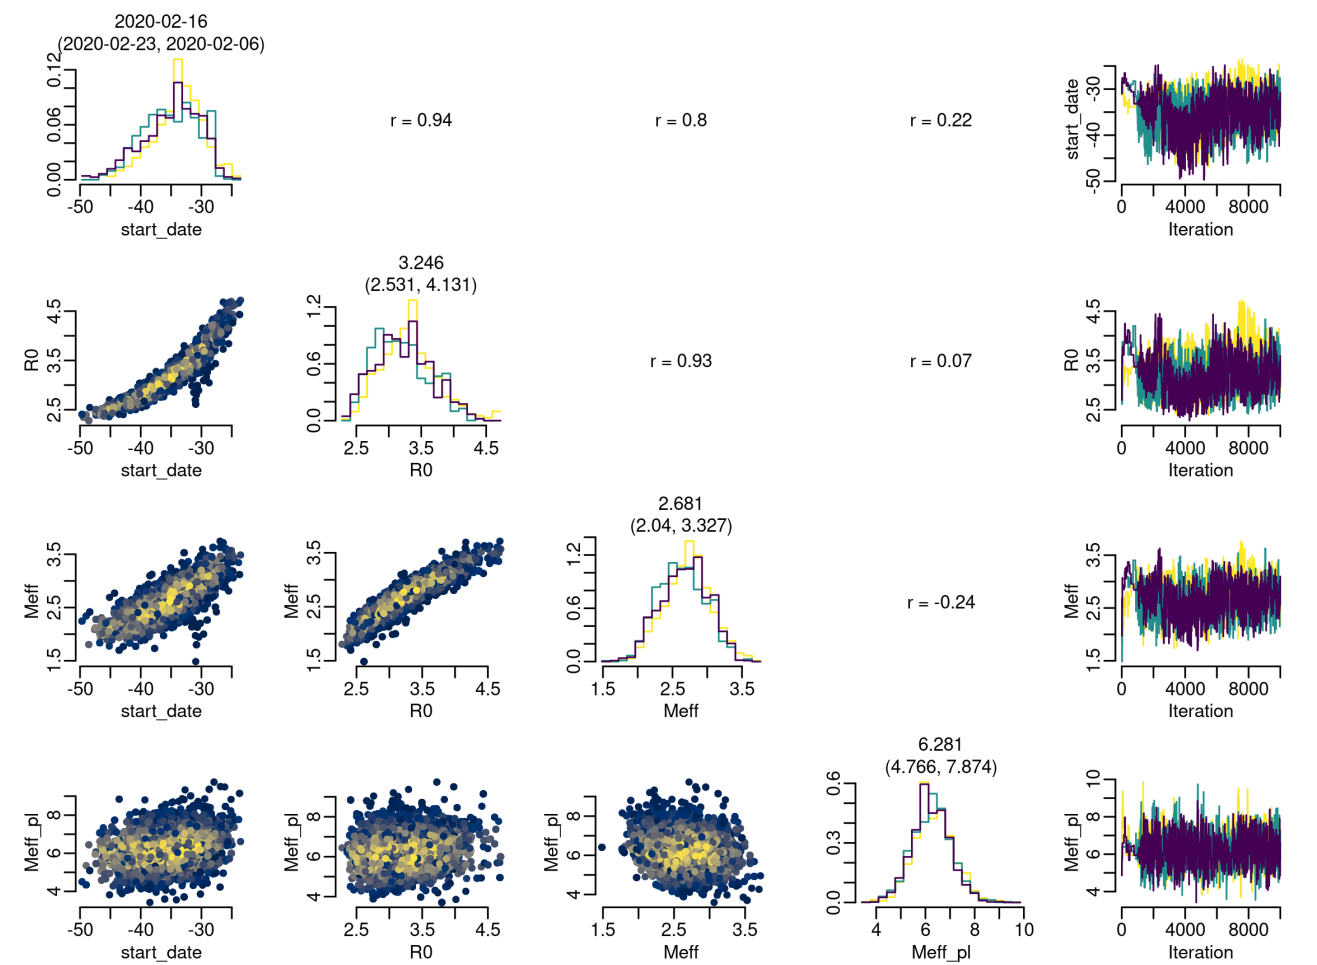 2020-02-16
(2020-02-23, 2020-02-06)
0.00 0.06 0.12
-50 -40 -30
start_date
r = 0.94
r = 0.8
r = 0.22
start_date
-50 -40 -30
0 4000 8000
Iteration
R0
2.5 3.5 4.5
-50 -40 -30
start_date
3.246
(2.531, 4.131)
0.0 0.6 1.2
2.5 3.5 4.5
R0
r = 0.93
r = 0.07
R0
2.5 3.5 4.5
0 4000 8000
Iteration
Meff
1.5 2.5 3.5
-50 -40 -30
start_date
Meff
1.5 2.5 3.5
2.5 3.5 4.5
R0
2.681
(2.04, 3.327)
0.0 0.6 1.2
1.5 2.5 3.5
Meff
r = -0.24
Meff
1.5 2.5 3.5
0 4000 8000
Iteration
Meff_pl
4 6 8
-50 -40 -30
start_date
Meff_pl
4 6 8
2.5 3.5 4.5
R0
Meff_pl
4 6 8
1.5 2.5 3.5
Meff
6.281
(4.766, 7.874)
0.0 0.3 0.6
4 6 8 10
Meff_pl
Meff_pl
4 6 8 10
0 4000 8000
Iteration